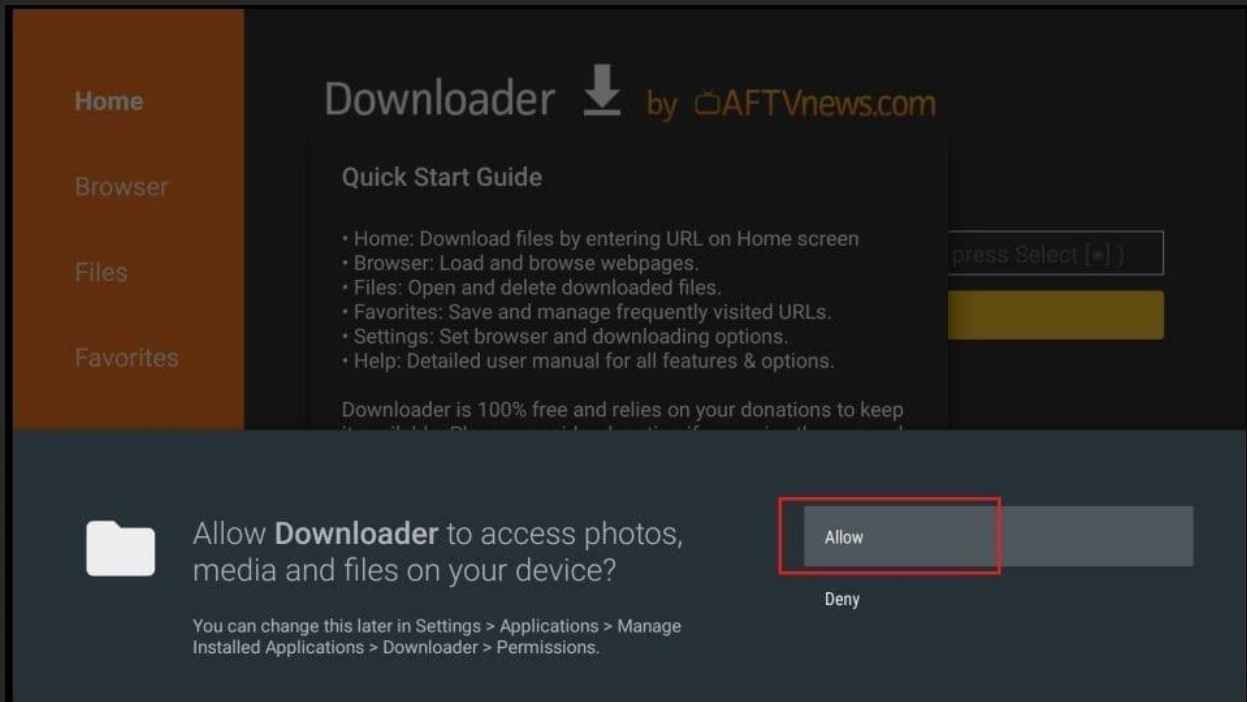 Home
Downloader by AFTVnews.com
Quick Start Guide
Browser
• Home: Download files by entering URL on Home screen
• Browser: Load and browse webpages.
press Select [ ] )
Files
• Files: Open and delete downloaded files.
• Favorites: Save and manage frequently visited URLs.
• Settings: Set browser and downloading options.
Favorites
• Help: Detailed user manual for all features & options.
Downloader is 100% free and relies on your donations to keep
Allow Downloader to access photos,
media and files on your device?
You can change this later in Settings > Applications > Manage
Installed Applications > Downloader > Permissions.
Allow
Deny